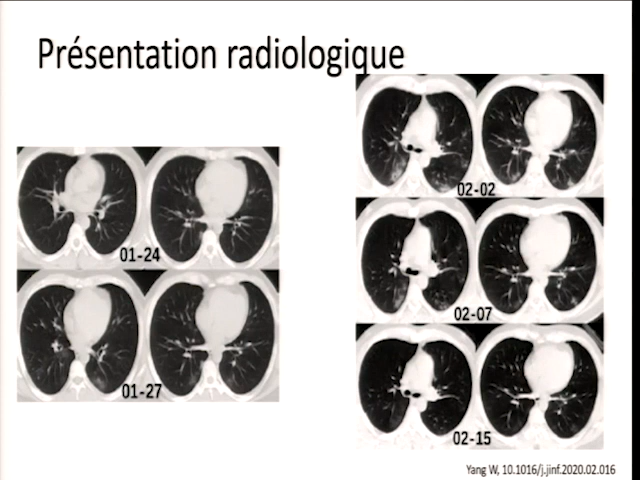 Présentation radiologique
01-24
01-27
02-02
02-07
02-15
Yang W, 10.1016/j.jinf.2020.02.016